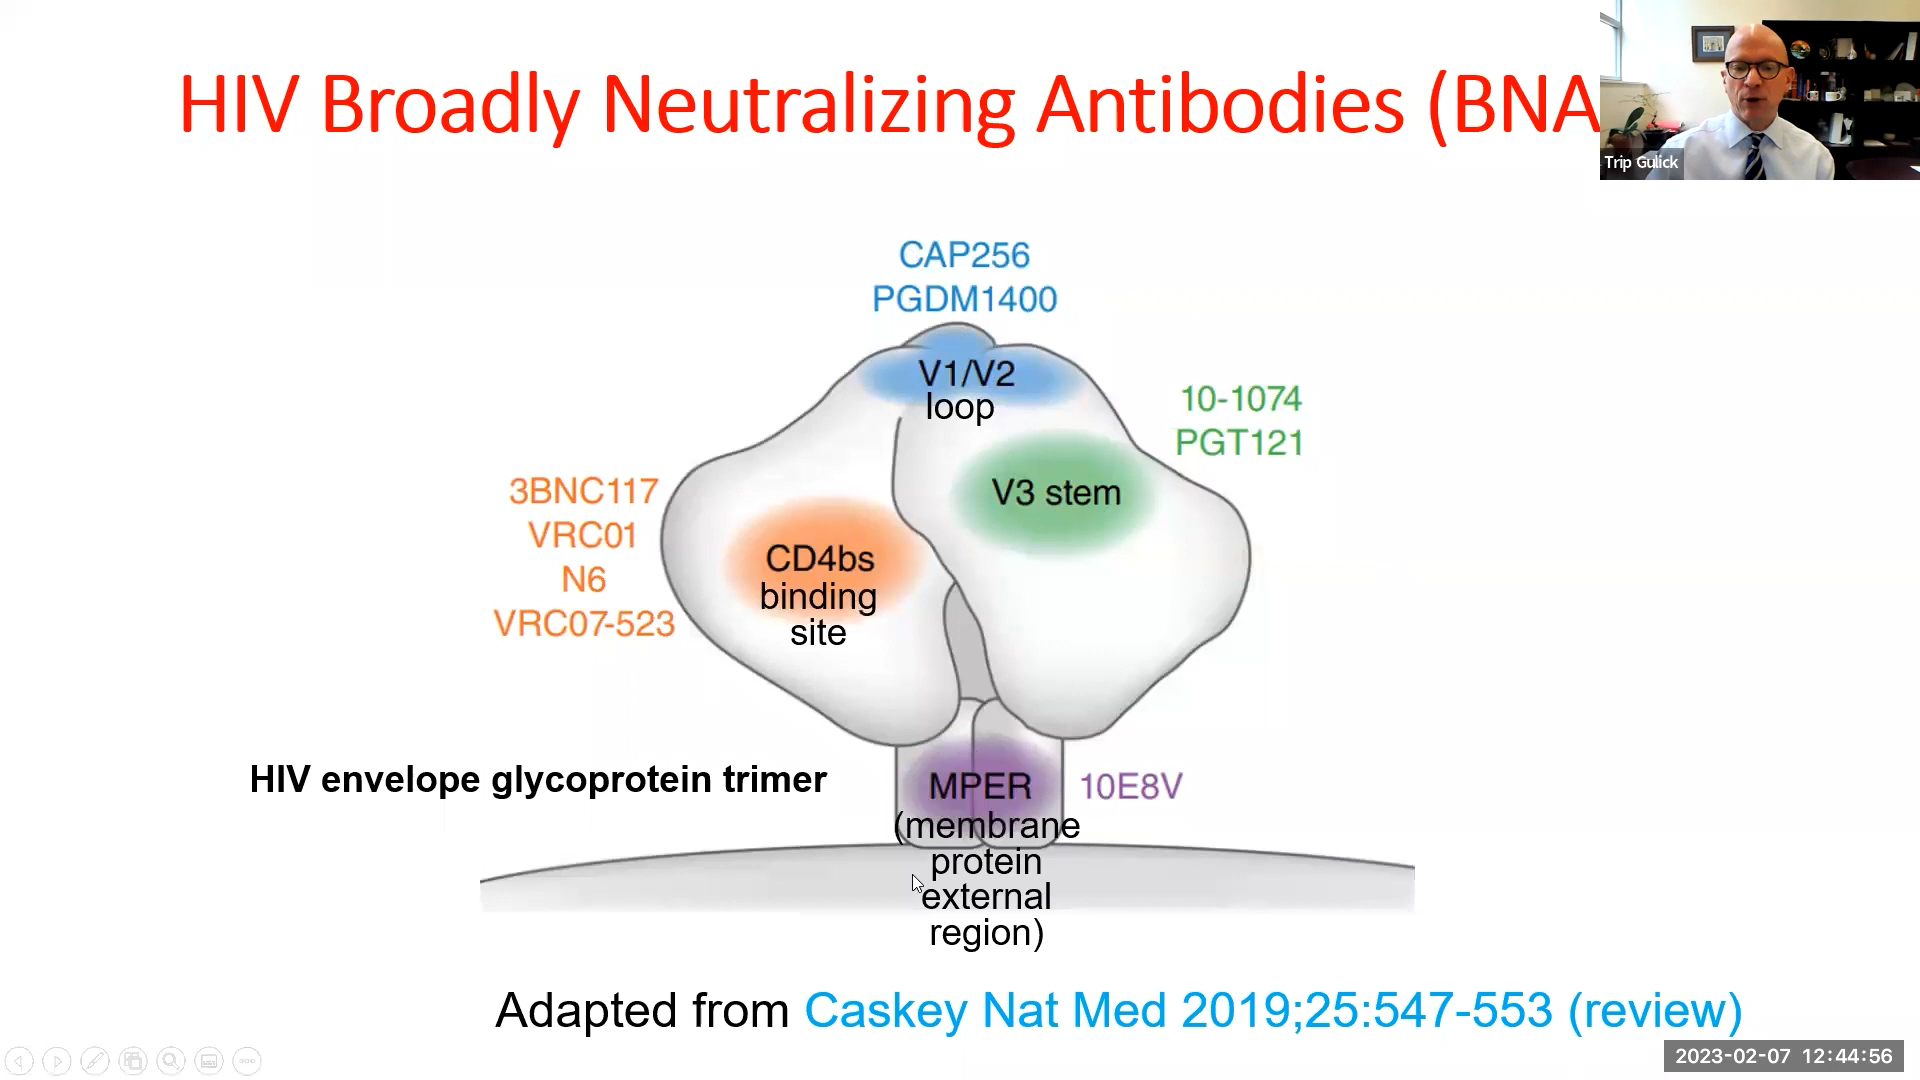 HIV Broadly Neutralizing Antibodies (BNA
Trip Gulick
CAP256
PGDM1400
V1/V2
loop
10-1074
PGT121
V3 stem
3BNC117
VRC01
N6
VRC07-523
CD4bs
binding
site
HIV envelope glycoprotein trimer
MPER
10E8V
(membrane
protein
external
region)
Adapted from Caskey Nat Med 2019;25:547-553 (review)
2023-02-07 12:44:56